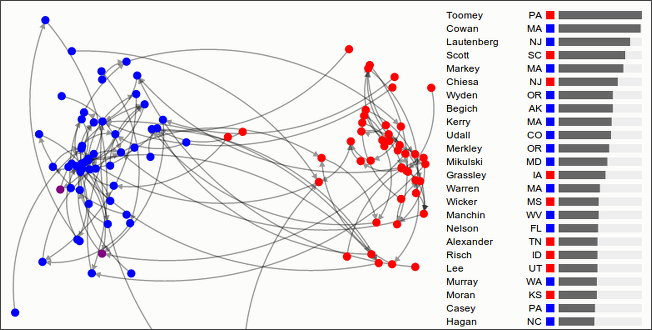 Toomey PA
Cowan MA
Lautenberg NJ
Scott SC
Markey MA
Chiesa NJ
Wyden OR
Begich AK
Kerry MA
Udall CO
Merkley OR
Mikulski MD
Grassley IA
Warren MA
Wicker MS
Manchin WV
Nelson FL
Alexander TN
Risch ID
Lee UT
Murray WA
Moran KS
Casey PA
Hagan NC